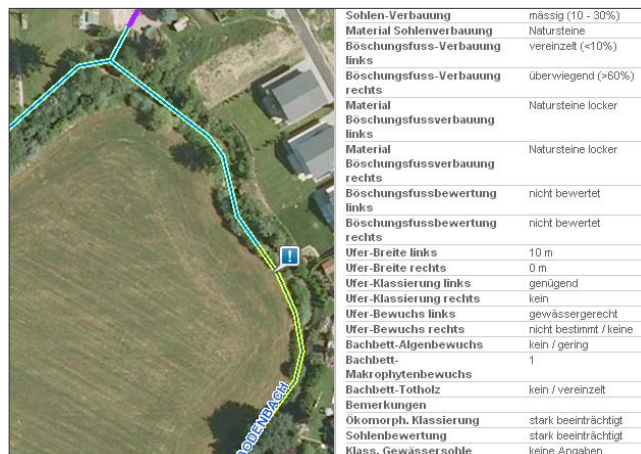 BODENBACH
Sohlen-Verbauung mässig (10 - 30%)
Material Sohlenverbauung Natursteine
Böschungsfuss-Verbauung vereinzelt (<10%)
links
Böschungsfuss-Verbauung überwiegend (>60%)
rechts
Material Natursteine locker
Böschungsfussverbauung
links
Material Natursteine locker
Böschungsfussverbauung
rechts
Böschungsfussbewertung nicht bewertet
links
Böschungsfussbewertung nicht bewertet
rechts
Ufer-Breite links 10 m
Ufer-Breite rechts 0 m
Ufer-Klassierung links genügend
Ufer-Klassierung rechts kein
Ufer-Bewuchs links gewässergerecht
Ufer-Bewuchs rechts nicht bestimmt / keine
Bachbett-Algenbewuchs kein / gering
Bachbett- 1
Makrophytenbewuchs
Bachbett-Totholz kein / vereinzelt
Bemerkungen
Ökomorph. Klassierung stark beeinträchtigt
Sohlenbewertung stark beeinträchtigt
Klass. Gewässersohle keine Angaben